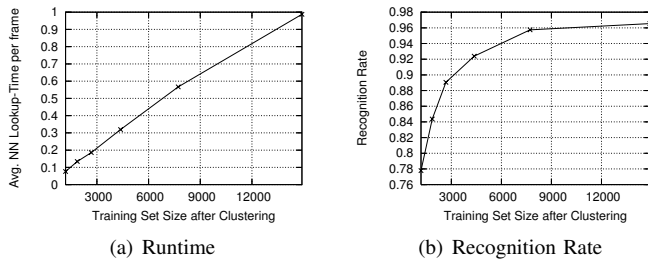 Avg. NN Lookup-Time per frame
1
0.9
0.8
0.7
0.6
0.5
0.4
0.3
0.2
0.1
0
3000 6000 9000 12000
Training Set Size after Clustering
(a) Runtime
Recognition Rate
0.98
0.96
0.94
0.92
0.9
0.88
0.86
0.84
0.82
0.8
0.78
0.76
3000 6000 9000 12000
Training Set Size after Clustering
(b) Recognition Rate